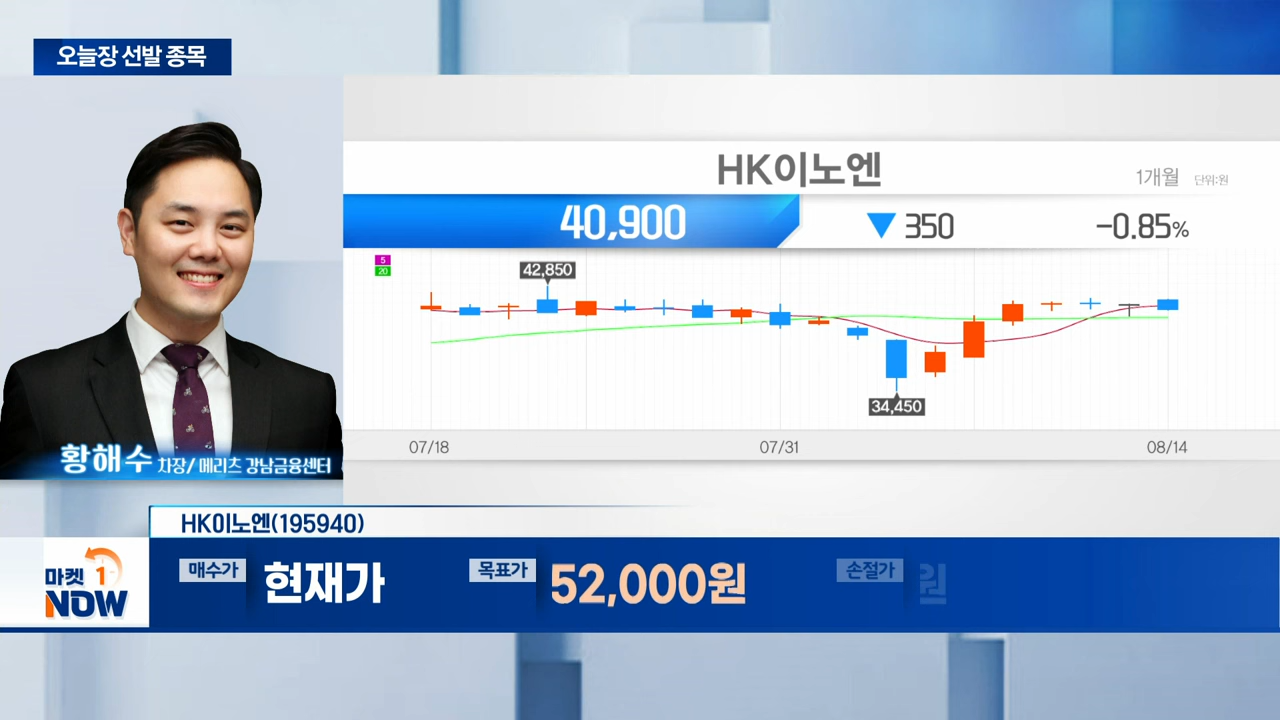 오늘장 선발 종목
HK이노엔
1개월 단위:원
40,900 ▼ 350 -0.85%
5
20
42,850
34,450
07/18 07/31 08/14
황해수 차장/ 메리츠 강남금융센터
HK이노엔(195940)
마켓 1
NOW
매수가 현재가 목표가 52,000원 손절가 원